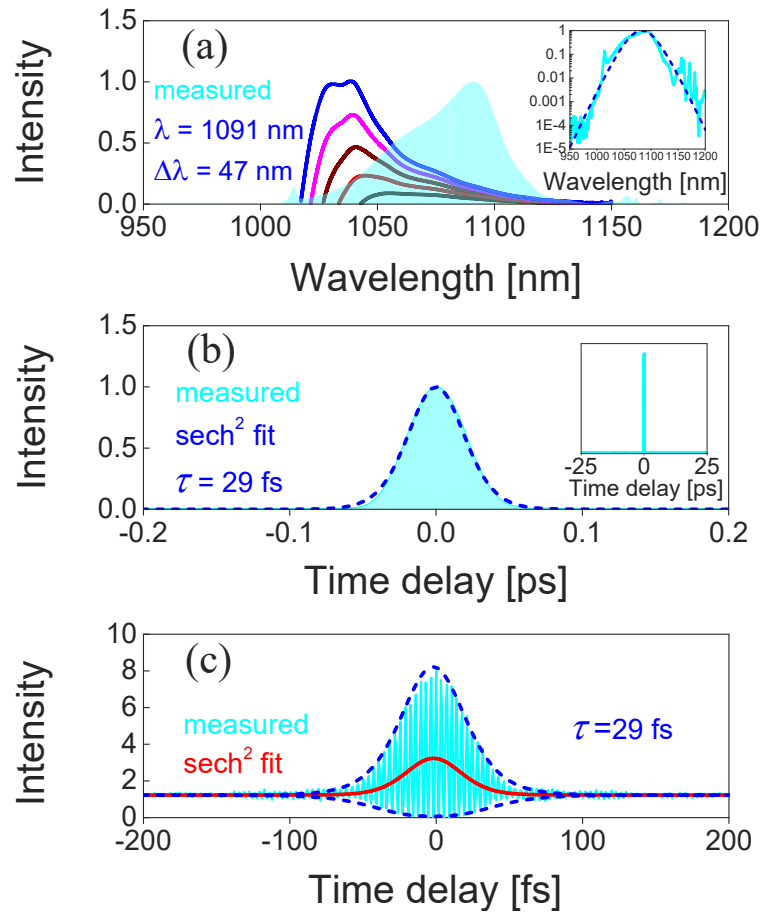 (a)
Intensity
1.5
1.0
0.5
0.0
measured
λ = 1091 nm
Δλ = 47 nm
950 1000 1050 1100 1150 1200
Wavelength [nm]
1
0.1
0.01
0.001
1E-4
1E-5
950 1000 1050 1100 1150 1200
Wavelength [nm]
(b)
Intensity
1.5
1.0
0.5
0.0
measured
sech² fit
τ = 29 fs
-0.2 -0.1 0.0 0.1 0.2
Time delay [ps]
-25 0 25
Time delay [ps]
(c)
Intensity
10
8
6
4
2
0
measured
sech² fit
τ =29 fs
-200 -100 0 100 200
Time delay [fs]